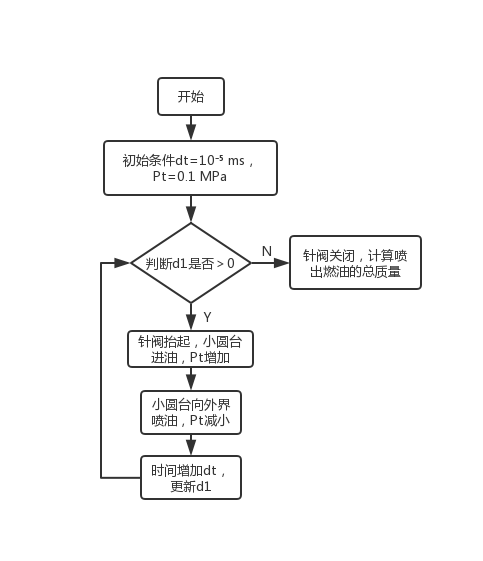 开始
初始条件dt=10⁻⁵ ms，
Pt=0.1 MPa
判断d1是否＞0
N
针阀关闭，计算喷
出燃油的总质量
Y
针阀抬起，小圆台
进油，Pt增加
小圆台向外界
喷油，Pt减小
时间增加dt，
更新d1